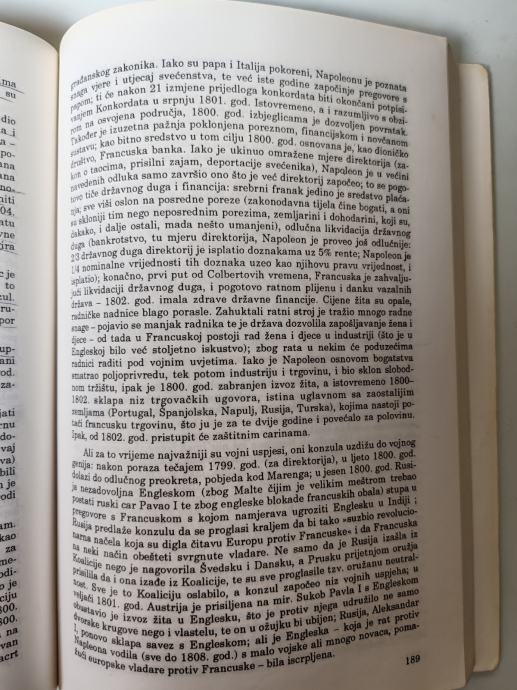 građanskog zakonika. Iako su papa i Italija pokoreni, Napoleonu je poznata
snaga vjere i utjecaj svećenstva, te već iste godine započinje pregovore s
papom; ti će nakon 21 izmjene prijedloga konkordata biti okončani potpisi-
vanjem Konkordata u srpnju 1801. god. Istovremeno, a i razumljivo s obzi-
rom na osvojena područja, 1800. god. izbjeglicama je dozvoljen povratak.
Također je izuzetna pažnja poklonjena poreznom, financijskom i novčanom
sustavu; kao bitno sredstvo u tom cilju 1800. god. osnovana je, kao dioničko
društvo, Francuska banka. Iako je ukinuo omražene mjere direktorija (za-
kon o taocima, prisilni zajam, deportacije svećenika), Napoleon je u većini
navedenih odluka samo završio ono što je već direktorij započeo; to se pogo-
tovo tiče državnog duga i financija: srebrni franak jedino je sredstvo plaća-
nja; sve viši oslon na posredne poreze (zakonodavna tijela čine bogati, a oni
su skloniji tim nego neposrednim porezima, zemljarini i dohodarini, koji su,
čakako, i dalje ostali, mada nešto umanjeni), odlučna likvidacija državnog
duga (bankrotstvo, tu mjeru direktorija, Napoleon je proveo još odlučnije:
2/3 državnog duga direktorij je isplatio doznakama uz 5% rente; Napoleon je
1/4 nominalne vrijednosti tih doznaka uzeo kao njihovu pravu vrijednost, i
isplatio je); konačno, prvi put od Colbertovih vremena, Francuska je zahvalju-
jući likvidaciji državnog duga, i pogotovo ratnom plijenu i danku vazalnih
država – 1802. god. imala zdrave državne financije. Cijene žita su opale,
radničke nadnice blago porasle. Zahuktali ratni stroj je tražio mnogo radne
snage – pojavio se manjak radnika te je država dozvolila zapošljavanje žena i
djece – od tada u Francuskoj postoji rad žena i djece u industriji (što je u
Engleskoj bilo već stoljetno iskustvo); zbog rata u nekim će poduzećima
radnici raditi pod vojnim uvjetima. Iako je Napoleon osnovom bogatstva
smatrao poljoprivredu, tek potom industriju i trgovinu, i bio sklon slobod-
nom tržištu, ipak je 1800. god. zabranjen izvoz žita, a istovremeno 1800–
1802. sklapa niz trgovačkih ugovora, istina uglavnom sa zaostalijim
zemljama (Portugal, Španjolska, Napulj, Rusija, Turska), kojima nastoji po-
taći francusku trgovinu, što ju je za te dvije godine i povećalo za polovinu.
Ipak, od 1802. god. pristupit će zaštitnim carinama.
Ali za to vrijeme najvažniji su vojni uspjesi, oni konzula uzdižu do vojnog
genija: nakon poraza tečajem 1799. god. (za direktorija), u ljeto 1800. god.
dolazi do odlučnog preokreta, pobjeda kod Marenga; u jesen 1800. god. Rusi-
ja nezadovoljna Engleskom (zbog Malte čijim je velikim meštrom trebao
postati ruski car Pavao I te zbog engleske blokade francuskih obala) stupa u
pregovore s Francuskom s kojom namjerava ugroziti Englesku u Indiji;
Rusija predlaže konzulu da se proglasi kraljem da bi tako »suzbio revolucio-
narna načela koja su digla čitavu Europu protiv Francuske« i da Francuska
na neki način obešteti svrgnute vladare. Ne samo da je Rusija izašla iz
Koalicije nego je nagovorila Švedsku i Dansku, a Prusku prijetnjom oružja
prisilila da i ona izađe iz Koalicije, te su sve proglasile tzv. oružanu neutral-
nost. Sve je to Koaliciju oslabilo, a konzul započeo niz vojnih uspjeha; u
veljači 1801. god. Austrija je prisiljena na mir. Sukob Pavla I s Engleskom
obustavio je izvoz žita u Englesku, što je protiv njega udružilo ne samo
dvorske krugove nego i vlastelu, te on u ožujku bi ubijen; Rusija, Aleksandar
I ponovo sklapa savez s Engleskom; ali je Engleska – koja je rat protiv
Napleona vodila (sve do 1808. god.) s malo vojske ali mnogo novaca, poma-
žući europske vladare protiv Francuske – bila iscrpljena.
189